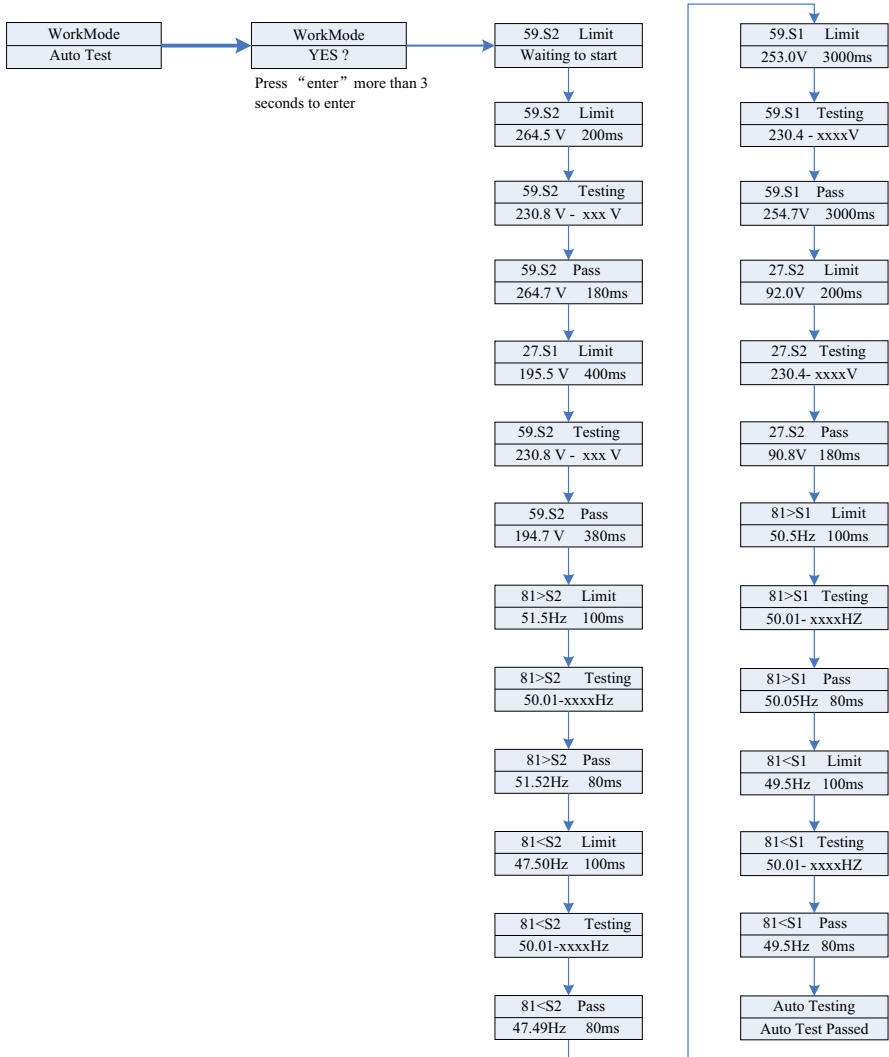 WorkMode
Auto Test
WorkMode
YES ?
Press “enter” more than 3
seconds to enter
59.S2 Limit
Waiting to start
59.S2 Limit
264.5 V 200ms
59.S2 Testing
230.8 V - xxx V
59.S2 Pass
264.7 V 180ms
27.S1 Limit
195.5 V 400ms
59.S2 Testing
230.8 V - xxx V
59.S2 Pass
194.7 V 380ms
81>S2 Limit
51.5Hz 100ms
81>S2 Testing
50.01-xxxxHz
81>S2 Pass
51.52Hz 80ms
81<S2 Limit
47.50Hz 100ms
81<S2 Testing
50.01-xxxxHz
81<S2 Pass
47.49Hz 80ms
59.S1 Limit
253.0V 3000ms
59.S1 Testing
230.4 - xxxxV
59.S1 Pass
254.7V 3000ms
27.S2 Limit
92.0V 200ms
27.S2 Testing
230.4- xxxxV
27.S2 Pass
90.8V 180ms
81>S1 Limit
50.5Hz 100ms
81>S1 Testing
50.01- xxxxHZ
81>S1 Pass
50.05Hz 80ms
81<S1 Limit
49.5Hz 100ms
81<S1 Testing
50.01- xxxxHZ
81<S1 Pass
49.5Hz 80ms
Auto Testing
Auto Test Passed